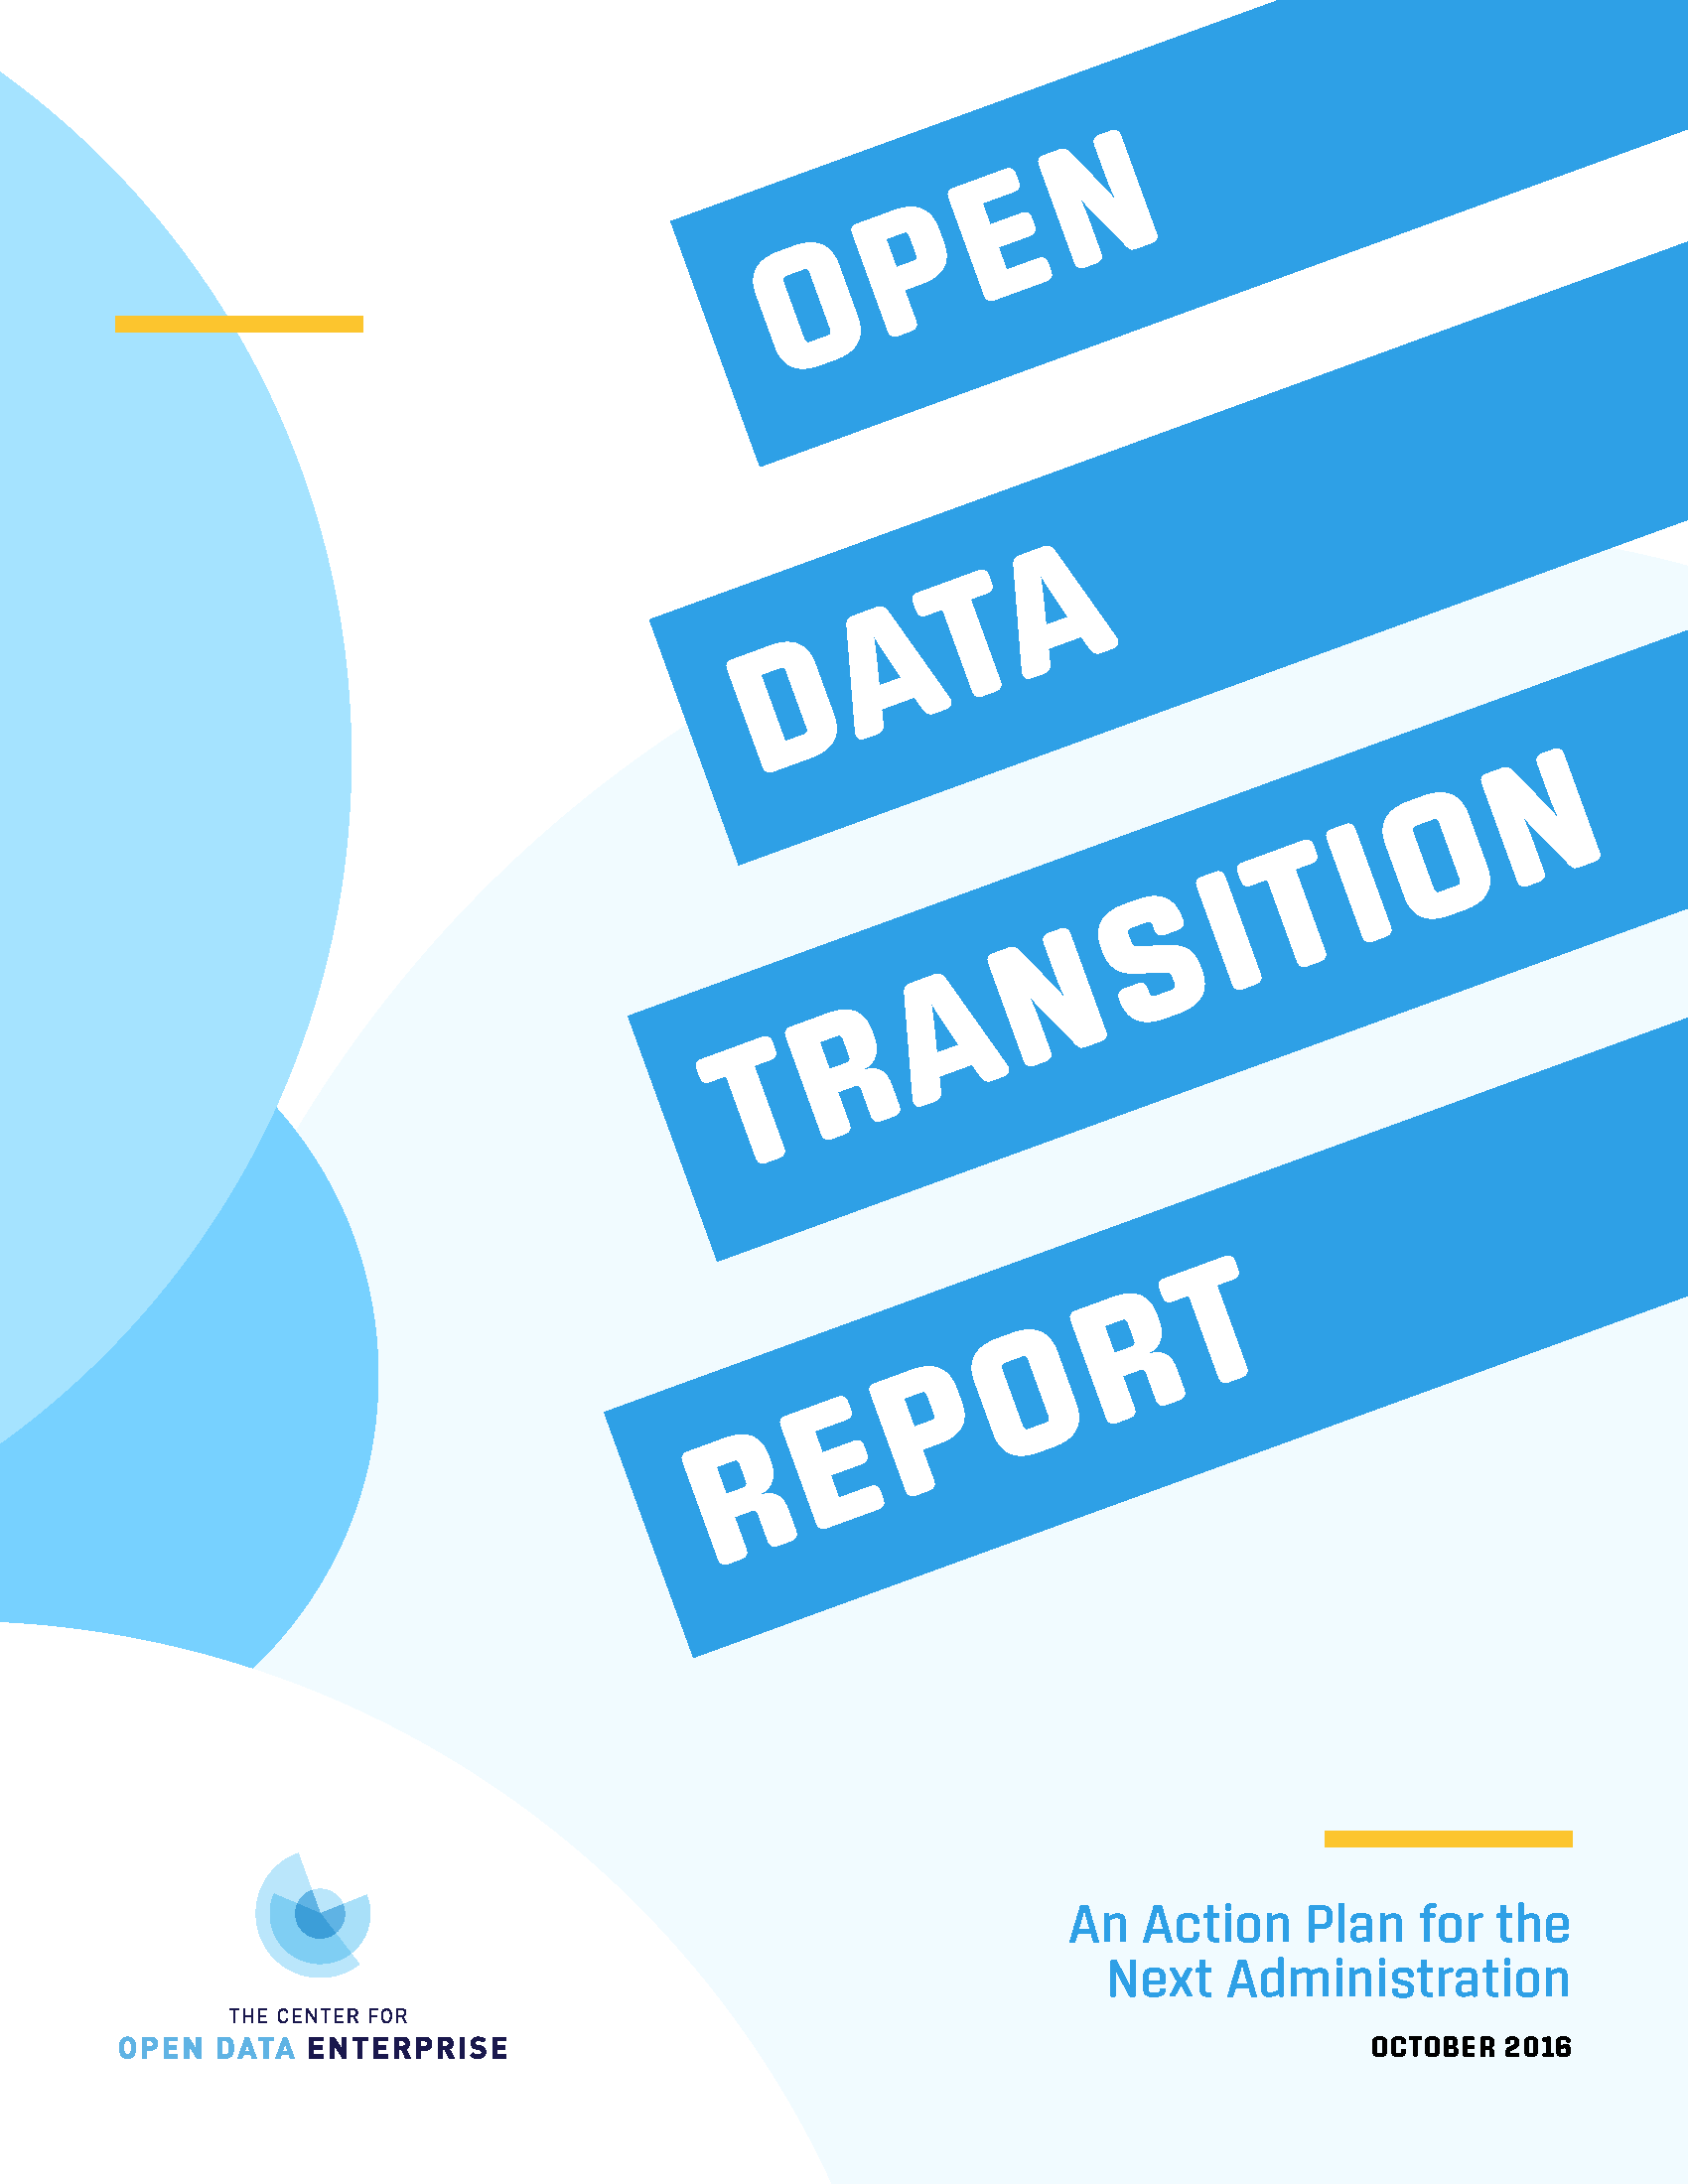 OPEN
DATA
TRANSITION
REPORT
An Action Plan for the
Next Administration
OCTOBER 2016
THE CENTER FOR
OPEN DATA ENTERPRISE